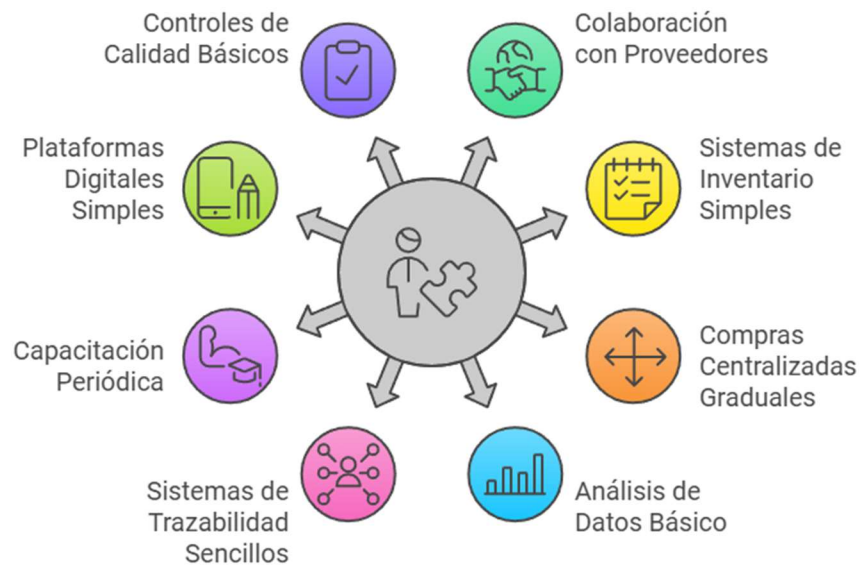 Controles de
Calidad Básicos
Colaboración
con Proveedores
Plataformas
Digitales
Simples
Sistemas de
Inventario
Simples
Capacitación
Periódica
Compras
Centralizadas
Graduales
Sistemas de
Trazabilidad
Sencillos
Análisis de
Datos Básico